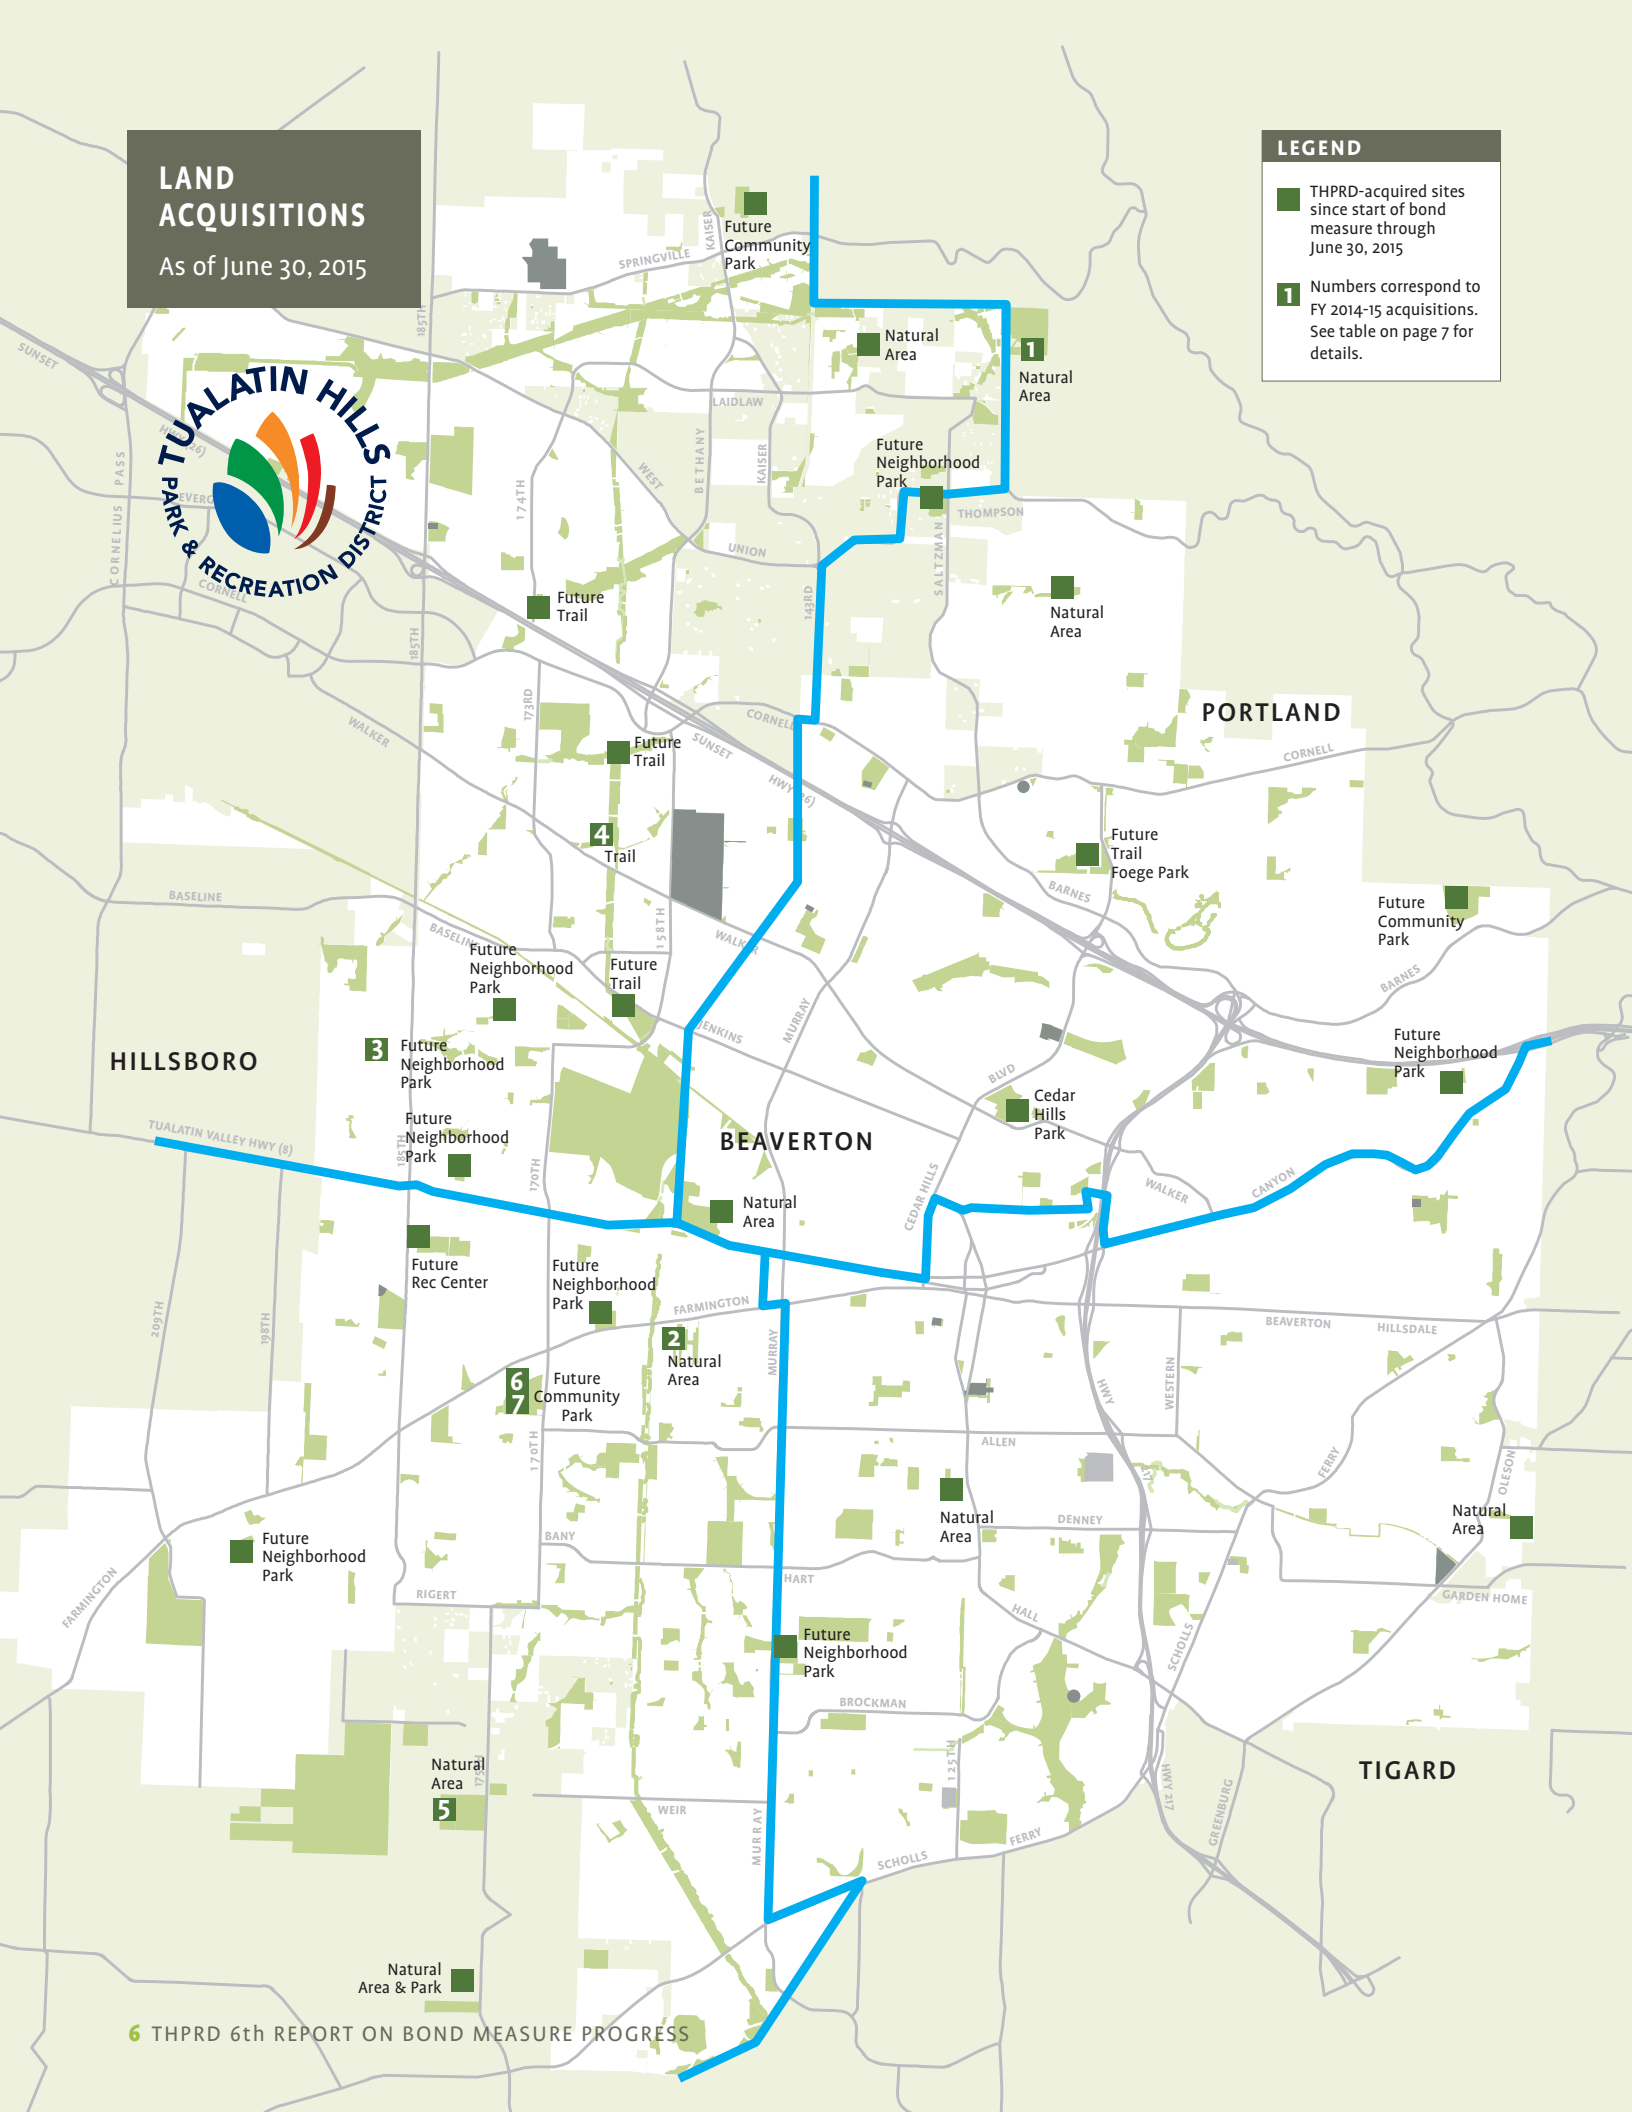 LAND
ACQUISITIONS
As of June 30, 2015
LEGEND
THPRD-acquired sites
since start of bond
measure through
June 30, 2015
1
Numbers correspond to
FY 2014-15 acquisitions.
See table on page 7 for
details.
TUALATIN HILLS
PARK & RECREATION DISTRICT
KAISER
Future
Community
Park
SPRINGVILLE
185TH
SUNSET
Natural
Area
1
Natural
Area
LAIDLAW
HWY (26)
Future
Neighborhood
Park
BETHANY
KAISER
WEST
174TH
CORNELIUS PASS
EVERG
THOMPSON
UNION
SALTZMAN
CORNELL
143RD
Future
Trail
Natural
Area
185TH
173RD
WALKER
CORNELL
SUNSET
HWY (26)
PORTLAND
CORNELL
Future
Trail
4
Trail
Future
Trail
Foege Park
BARNES
BASELINE
BASELINE
158TH
WALKER
Future
Community
Park
BARNES
Future
Neighborhood
Park
Future
Trail
JENKINS
MURRAY
3
Future
Neighborhood
Park
HILLSBORO
Future
Neighborhood
Park
BLVD
Cedar
Hills
Park
Future
Neighborhood
Park
TUALATIN VALLEY HWY (8)
185TH
170TH
BEAVERTON
CEDAR HILLS
WALKER
CANYON
Natural
Area
Future
Rec Center
Future
Neighborhood
Park
FARMINGTON
209TH
198TH
2
Natural
Area
MURRAY
BEAVERTON
HILLSDALE
6
7
Future
Community
Park
HWY
WESTERN
170TH
ALLEN
217
FERRY
OLESON
Natural
Area
DENNEY
Natural
Area
BANY
Future
Neighborhood
Park
FARMINGTON
HART
RIGERT
HALL
GARDEN HOME
SCHOLLS
Future
Neighborhood
Park
BROCKMAN
Natural
Area
5
175TH
125TH
TIGARD
HWY 217
GREENBURG
WEIR
MURRAY
SCHOLLS
FERRY
Natural
Area & Park
6 THPRD 6th REPORT ON BOND MEASURE PROGRESS